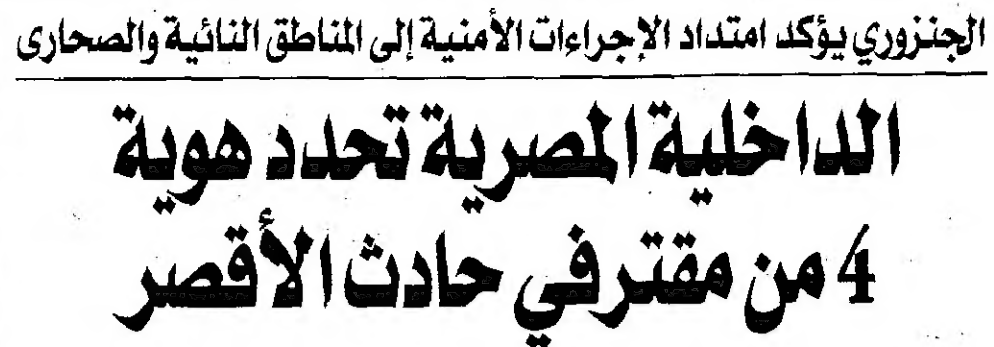 الجنزوري يؤكد امتداد الإجراءات الأمنية إلى المناطق النائية والصحارى
الداخلية المصرية تحدد هوية
4 من مقترفي حادث الأقصر